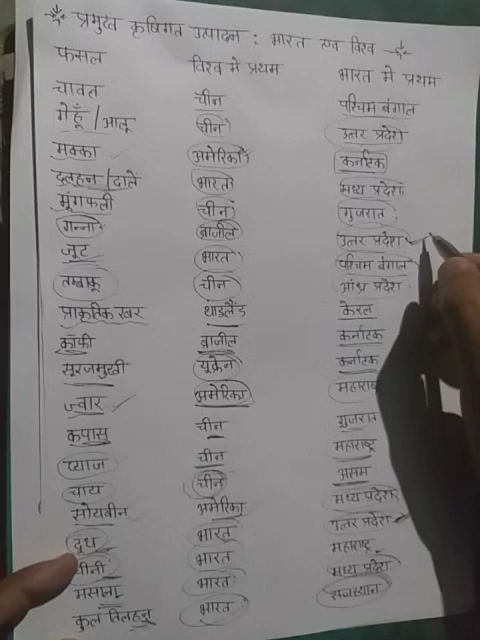 प्रमुख कृषिगत उत्पादन : भारत एवं विश्व
फसल विश्व में प्रथम भारत में प्रथम
चावल चीन पश्चिम बंगाल
गेहूँ / आलू चीन उत्तर प्रदेश
मक्का अमेरिका कर्नाटक
दलहन / दालें भारत मध्य प्रदेश
मूंगफली चीन गुजरात
गन्ना ब्राजील उत्तर प्रदेश
जूट भारत पश्चिम बंगाल
तम्बाकू चीन आंध्र प्रदेश
प्राकृतिक रबर थाइलैंड केरल
कॉफी ब्राजील कर्नाटक
सूरजमुखी यूक्रेन कर्नाटक
ज्वार अमेरिका महाराष्ट्र
कपास चीन गुजरात
प्याज चीन महाराष्ट्र
चाय चीन असम
सोयबीन अमेरिका मध्य प्रदेश
दूध भारत उत्तर प्रदेश
चीनी भारत महाराष्ट्र
मसाला भारत मध्य प्रदेश
कुल तिलहन भारत राजस्थान